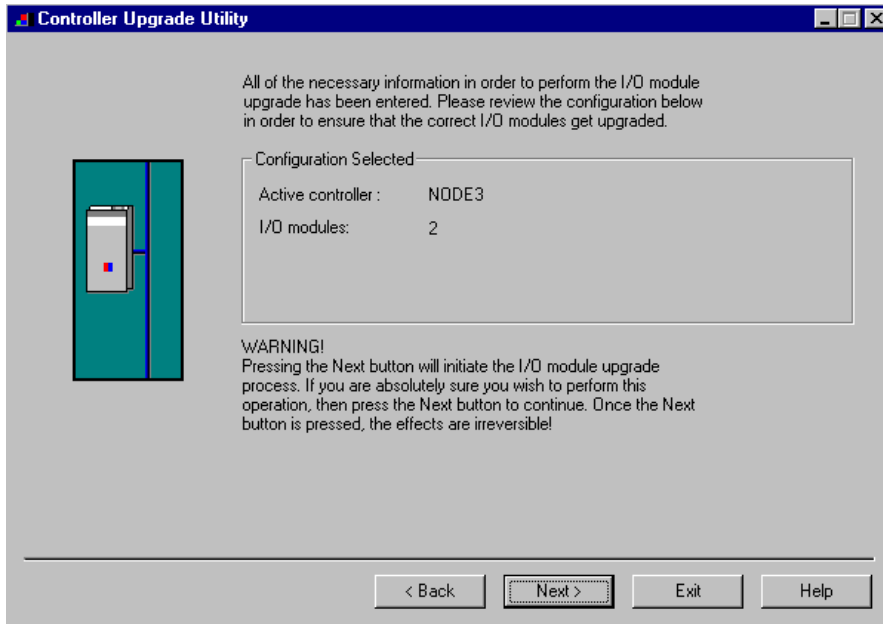 Controller Upgrade Utility
All of the necessary information in order to perform the I/O module
upgrade has been entered. Please review the configuration below
in order to ensure that the correct I/O modules get upgraded.
Configuration Selected
Active controller : NODE3
I/O modules: 2
WARNING!
Pressing the Next button will initiate the I/O module upgrade
process. If you are absolutely sure you wish to perform this
operation, then press the Next button to continue. Once the Next
button is pressed, the effects are irreversible!
< Back Next > Exit Help